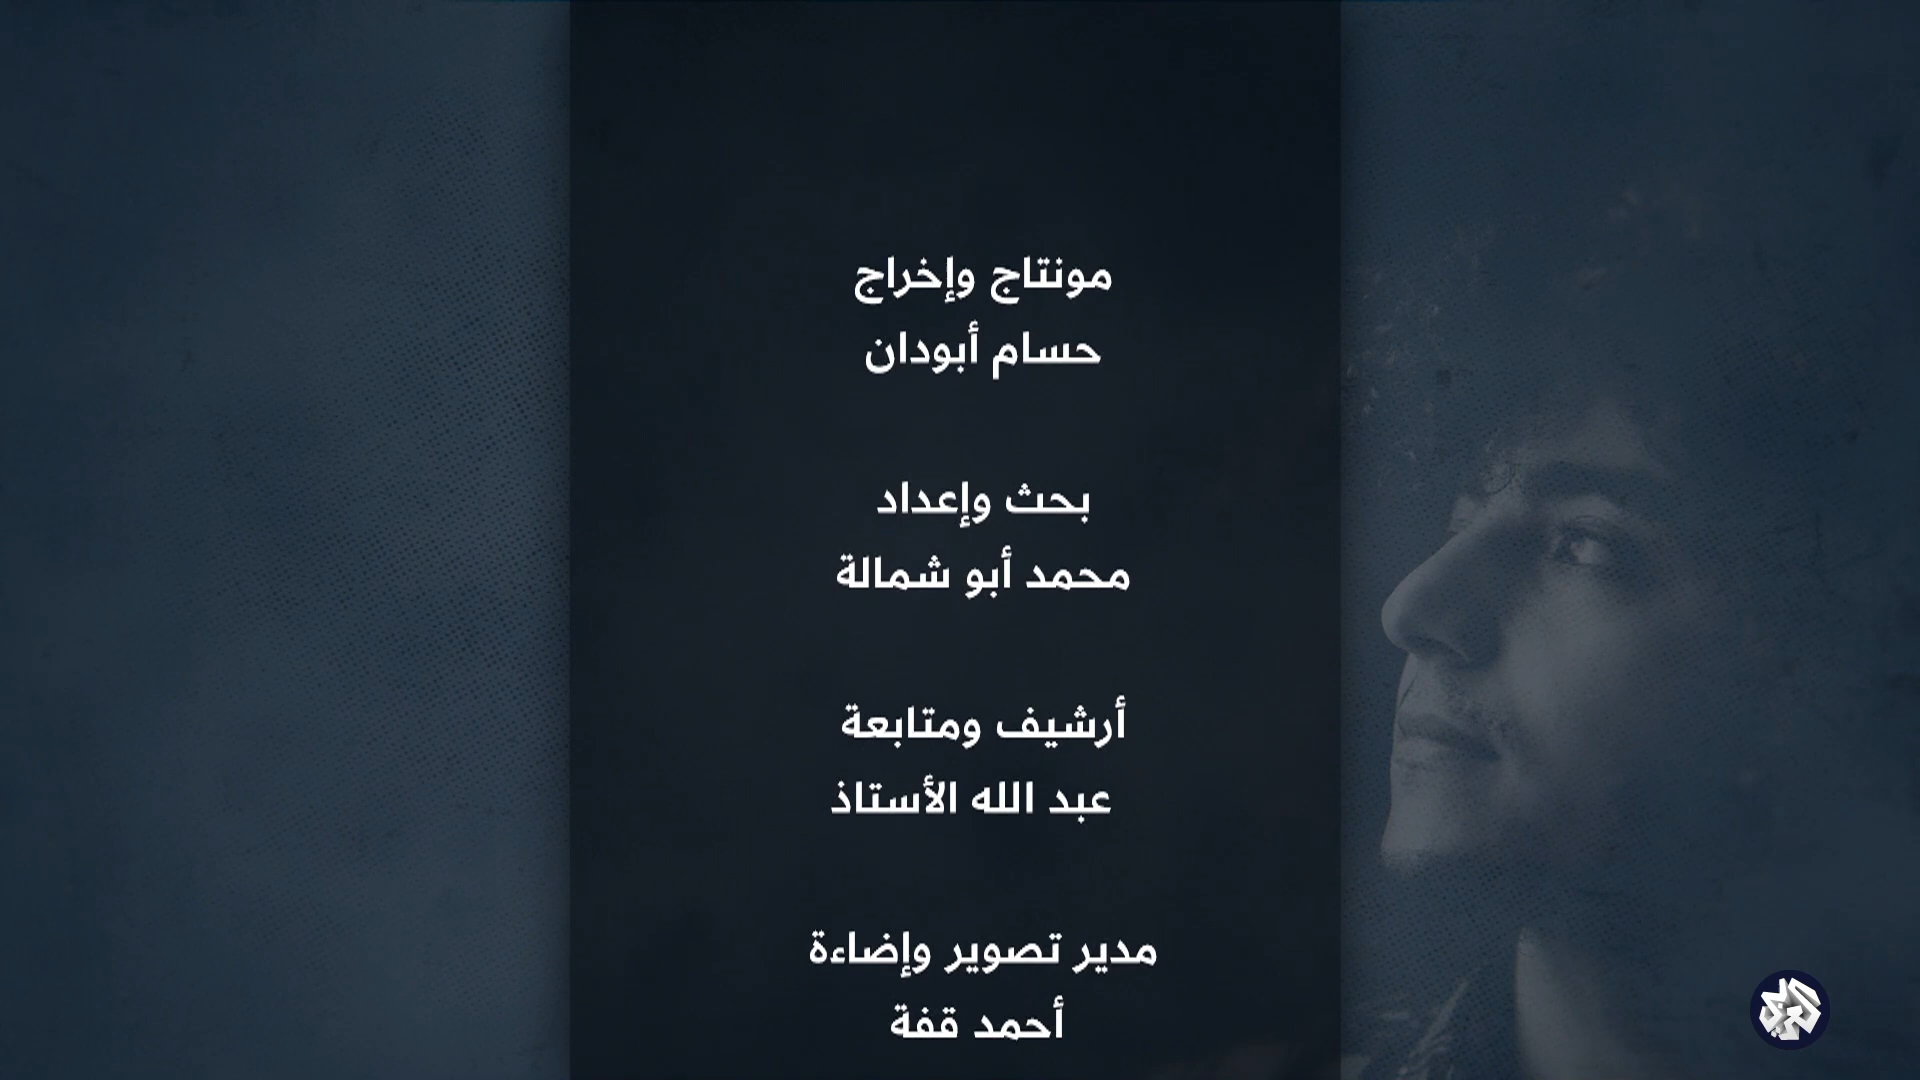 مونتاج وإخراج
حسام أبودان
بحث وإعداد
محمد أبو شمالة
أرشيف ومتابعة
عبد الله الأستاذ
مدير تصوير وإضاءة
أحمد قفة